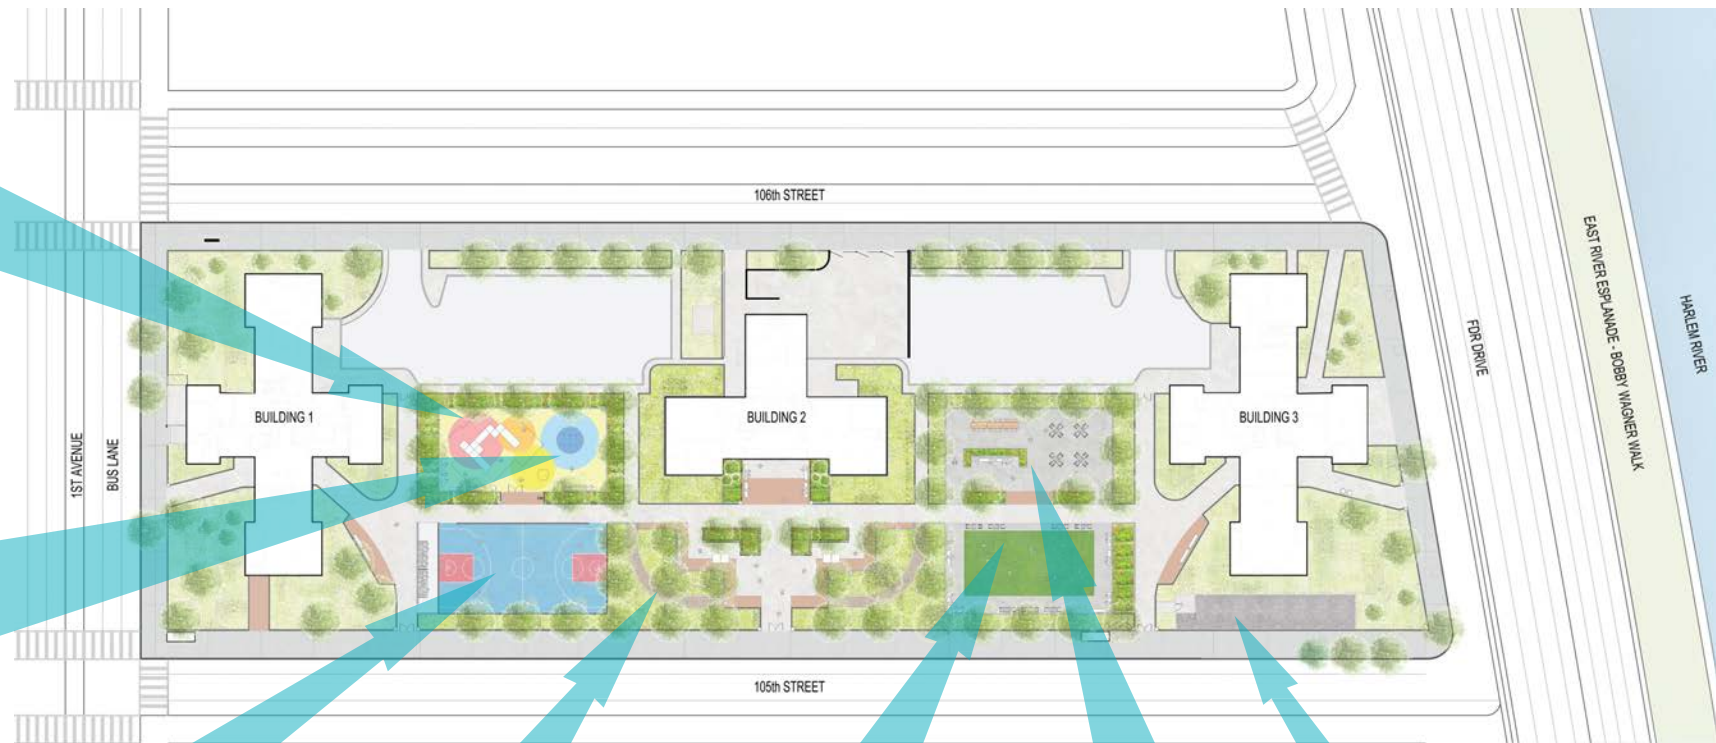 106th STREET
BUILDING 1
BUILDING 2
BUILDING 3
1ST AVENUE
BUS LANE
105th STREET
FDR DRIVE
EAST RIVER ESPLANADE - BOBBY WAGNER WALK
HARLEM RIVER